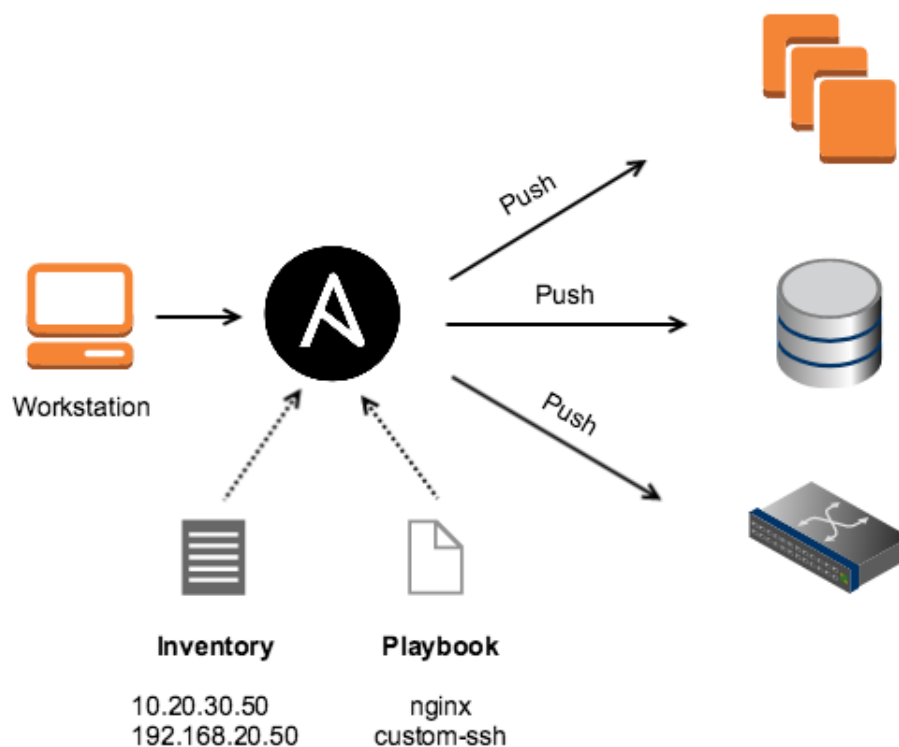 Push
Push
Push
Workstation
Inventory
Playbook
10.20.30.50
192.168.20.50
nginx
custom-ssh